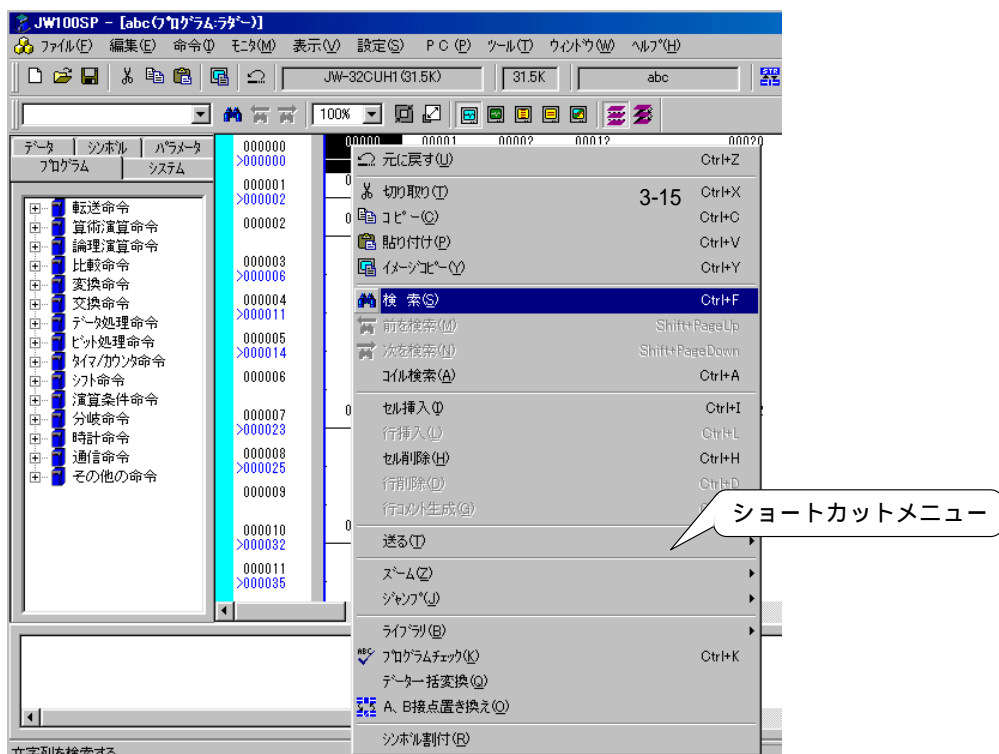 JW100SP - [abc(ﾌﾟﾛｸﾞﾗﾑ:ﾗﾀﾞｰ)]
ﾌｧｲﾙ(F) 編集(E) 命令(I) ﾓﾆﾀ(M) 表示(V) 設定(S) P C (P) ﾂｰﾙ(T) ｳｨﾝﾄﾞｳ(W) ﾍﾙﾌﾟ(H)
JW-32CUH1(31.5K) 31.5K abc
100%
ﾃﾞｰﾀ ｼﾝﾎﾞﾙ ﾊﾟﾗﾒｰﾀ
ﾌﾟﾛｸﾞﾗﾑ ｼｽﾃﾑ
転送命令
算術演算命令
論理演算命令
比較命令
変換命令
交換命令
ﾃﾞｰﾀ処理命令
ﾋﾞｯﾄ処理命令
ﾀｲﾏ/ｶｳﾝﾀ命令
ｼﾌﾄ命令
演算条件命令
分岐命令
時計命令
通信命令
その他の命令
000000
>000000
000001
>000002
000002
000003
>000006
000004
>000011
000005
>000014
000006
000007
>000023
000008
>000025
000009
000010
>000032
000011
>000035
00000 00001 00002 00012 00020
元に戻す(U) Ctrl+Z
切り取り(T) Ctrl+X
3-15
ｺﾋﾟｰ(C) Ctrl+C
貼り付け(P) Ctrl+V
ｲﾒｰｼﾞｺﾋﾟｰ(Y) Ctrl+Y
検 索(S) Ctrl+F
前を検索(M) Shift+PageUp
次を検索(N) Shift+PageDown
ｺｲﾙ検索(A) Ctrl+A
ｾﾙ挿入(I) Ctrl+I
行挿入(L) Ctrl+L
ｾﾙ削除(H) Ctrl+H
行削除(D) Ctrl+D
行ｺﾒﾝﾄ生成(G)
送る(T)
ｽﾞｰﾑ(Z)
ｼﾞｬﾝﾌﾟ(J)
ﾗｲﾌﾞﾗﾘ(B)
ﾌﾟﾛｸﾞﾗﾑﾁｪｯｸ(K) Ctrl+K
ﾃﾞｰﾀ一括変換(Q)
A、B接点置き換え(O)
ｼﾝﾎﾞﾙ割付(R)
ショートカットメニュー
文字列を検索する